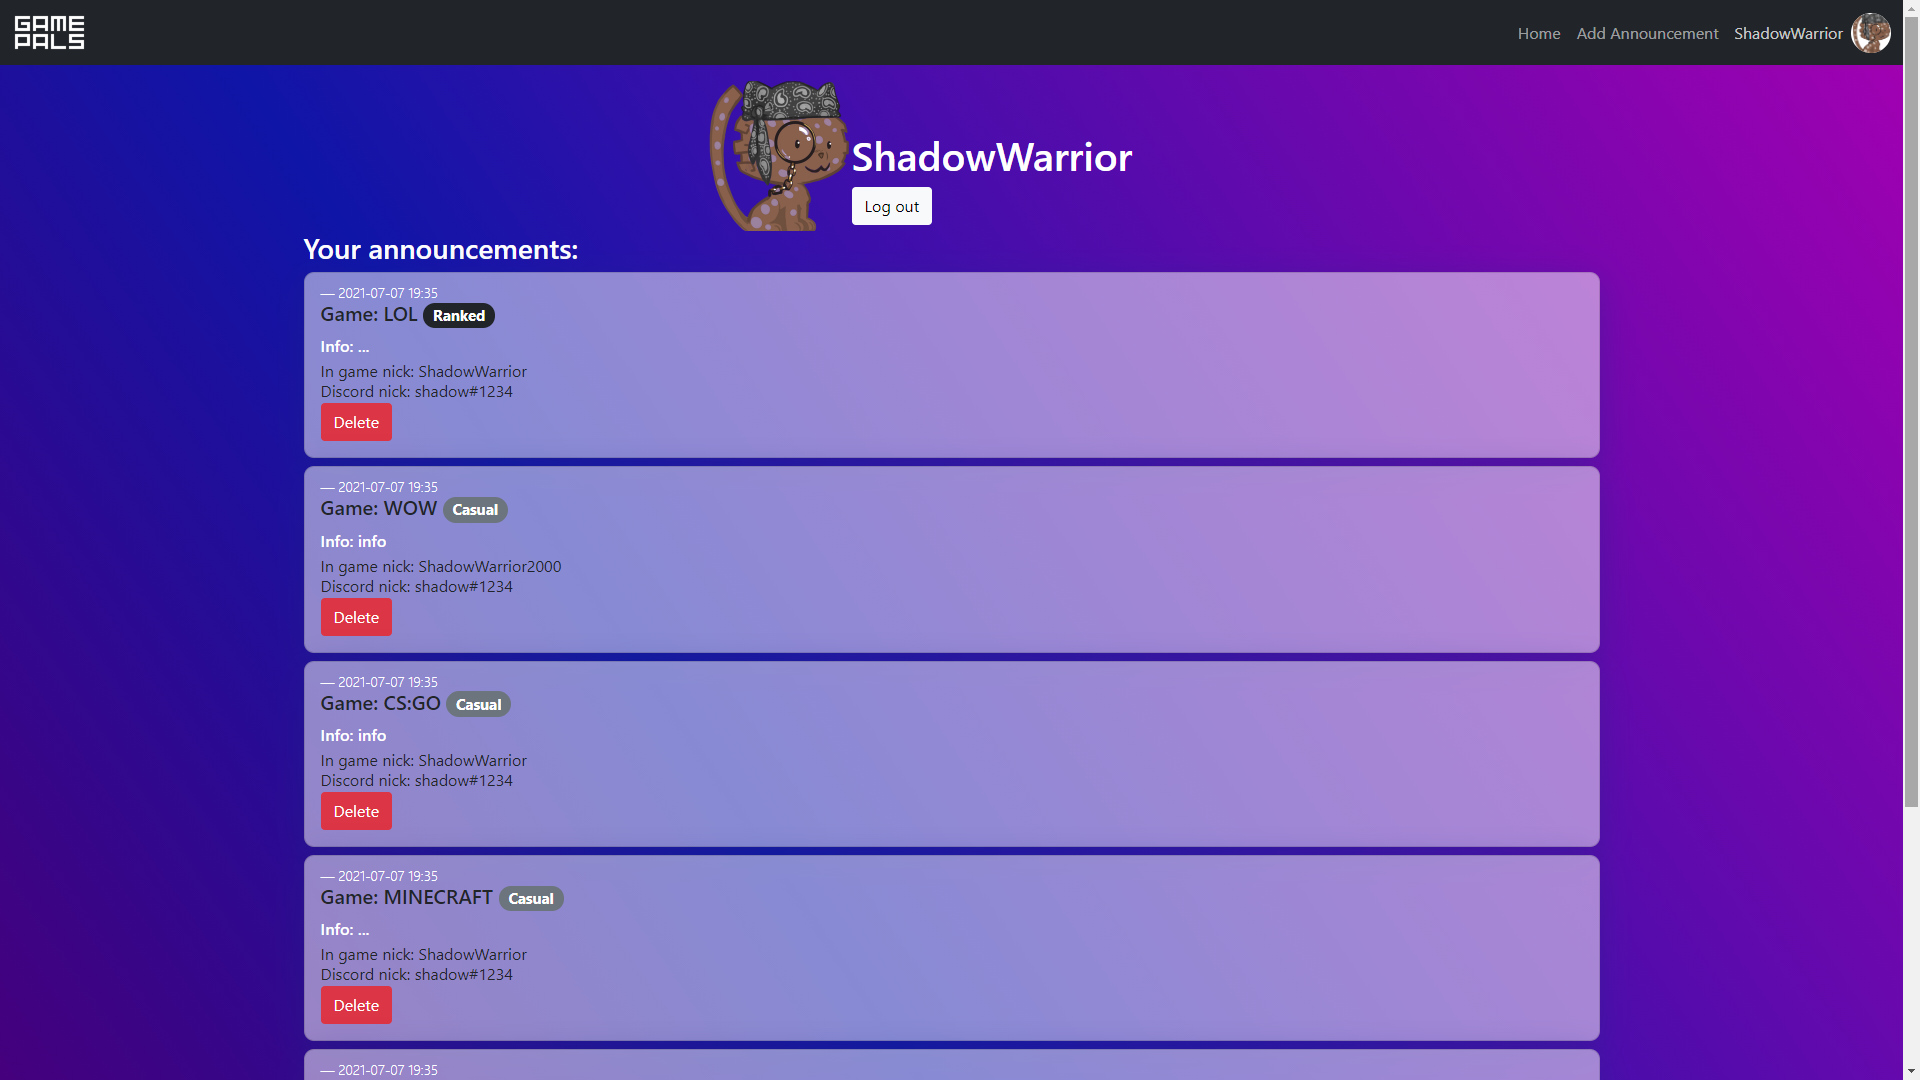 GAME
PALS
Home Add Announcement ShadowWarrior
ShadowWarrior
Log out
Your announcements:
— 2021-07-07 19:35
Game: LOL Ranked
Info: ...
In game nick: ShadowWarrior
Discord nick: shadow#1234
Delete
— 2021-07-07 19:35
Game: WOW Casual
Info: info
In game nick: ShadowWarrior2000
Discord nick: shadow#1234
Delete
— 2021-07-07 19:35
Game: CS:GO Casual
Info: info
In game nick: ShadowWarrior
Discord nick: shadow#1234
Delete
— 2021-07-07 19:35
Game: MINECRAFT Casual
Info: ...
In game nick: ShadowWarrior
Discord nick: shadow#1234
Delete
— 2021-07-07 19:35